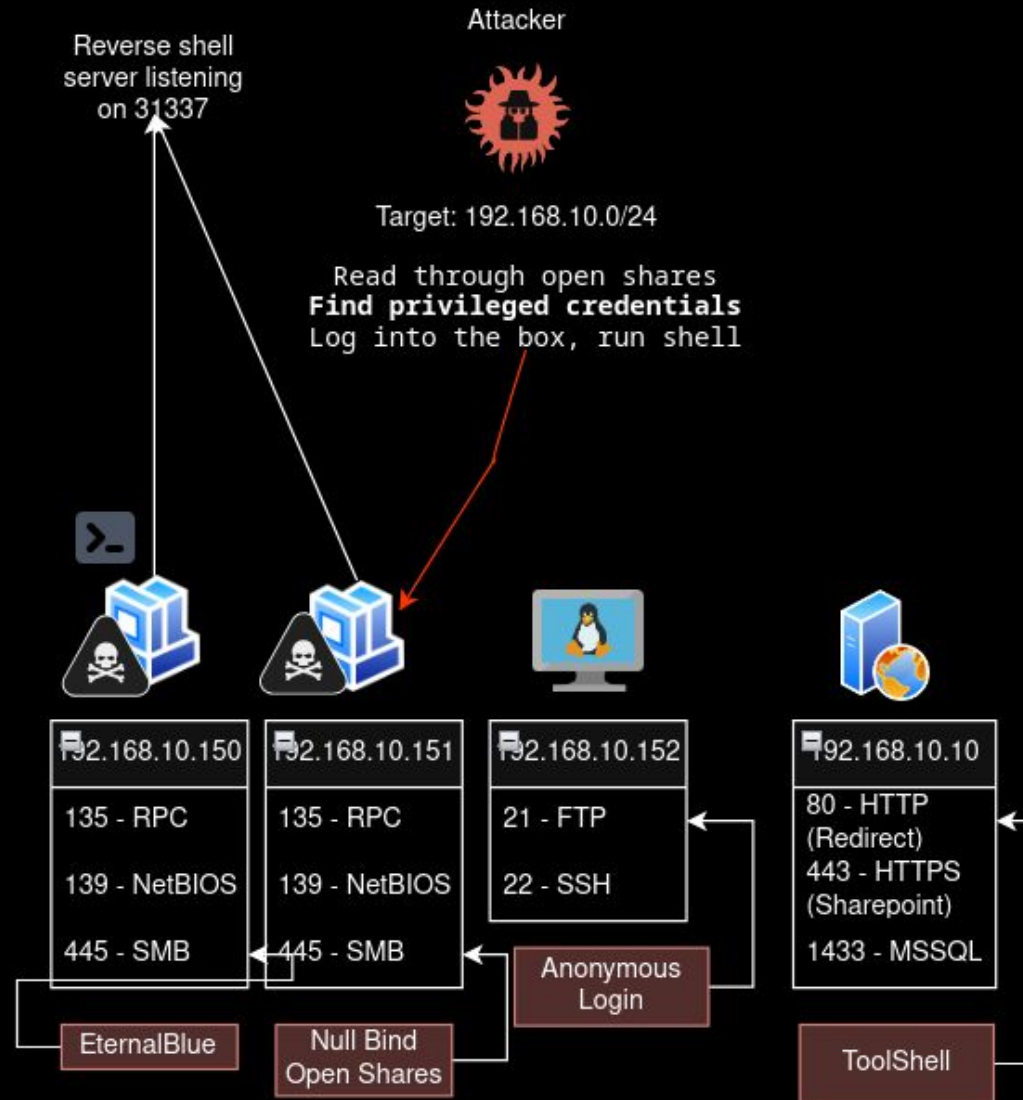 Attacker
Reverse shell
server listening
on 31337
Target: 192.168.10.0/24
Read through open shares
Find privileged credentials
Log into the box, run shell
192.168.10.150
135 - RPC
139 - NetBIOS
445 - SMB
EternalBlue
192.168.10.151
135 - RPC
139 - NetBIOS
445 - SMB
Null Bind
Open Shares
192.168.10.152
21 - FTP
22 - SSH
Anonymous
Login
192.168.10.10
80 - HTTP
(Redirect)
443 - HTTPS
(Sharepoint)
1433 - MSSQL
ToolShell